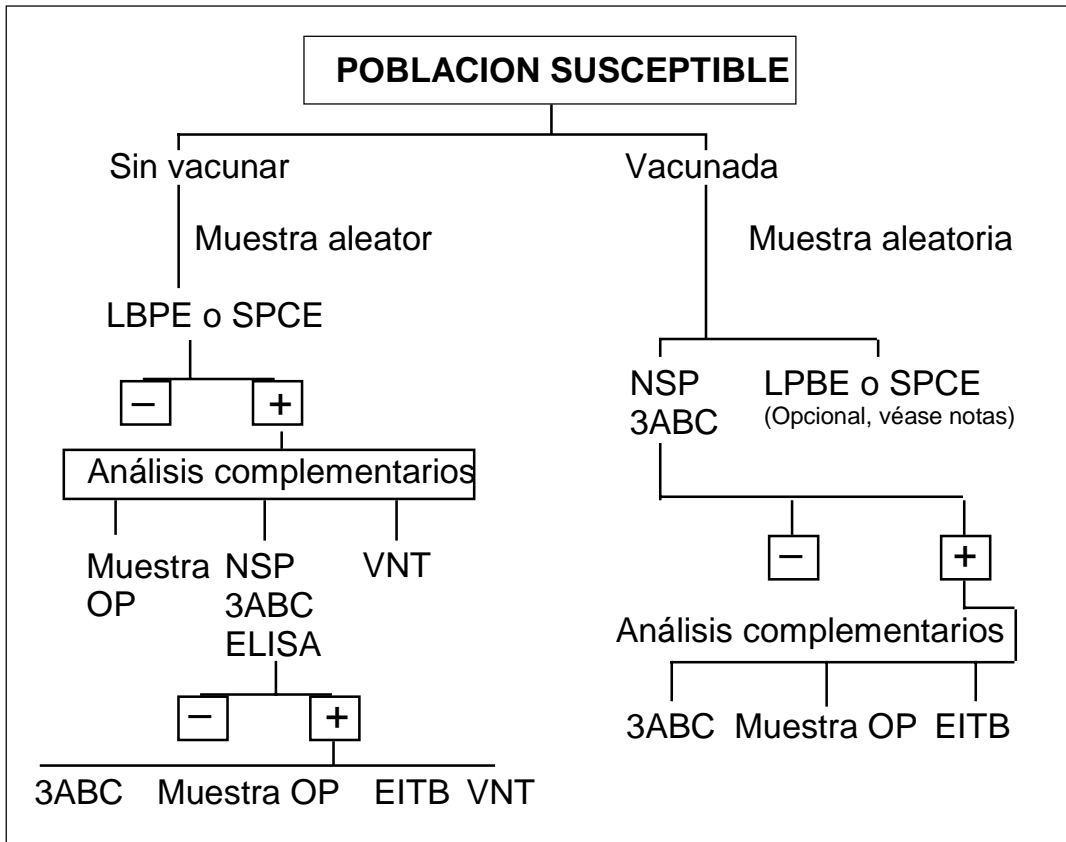 POBLACION SUSCEPTIBLE
Sin vacunar
Vacunada
Muestra aleator
Muestra aleatoria
LBPE o SPCE
NSP
3ABC
LPBE o SPCE
(Opcional, véase notas)
–
+
Análisis complementarios
Muestra
OP
NSP
3ABC
ELISA
VNT
–
+
Análisis complementarios
3ABC
Muestra OP
EITB
–
+
3ABC
Muestra OP
EITB
VNT